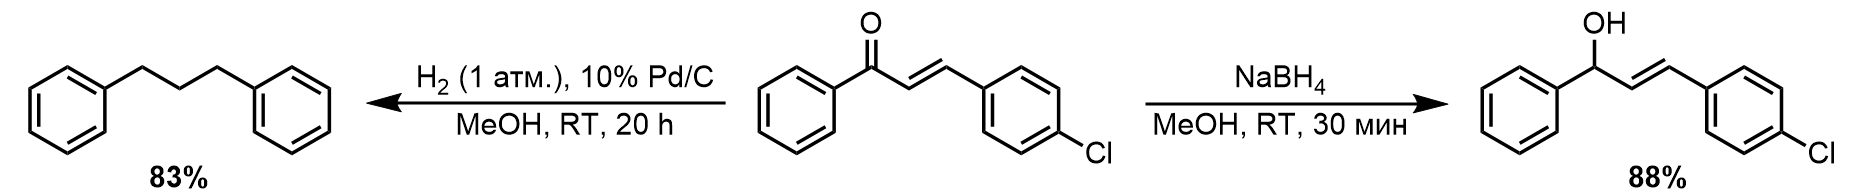 O
OH
H₂ (1 атм.), 10% Pd/C
MeOH, RT, 20 h
NaBH₄
MeOH, RT, 30 мин
Cl
Cl
83%
88%